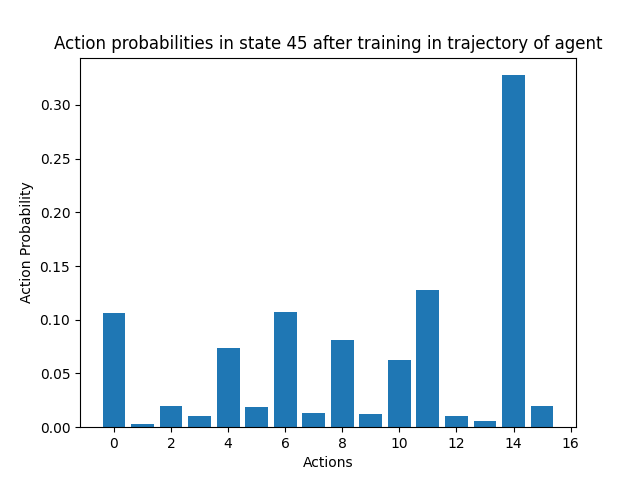 Action probabilities in state 45 after training in trajectory of agent
0.30
0.25
0.20
0.15
0.10
0.05
0.00
Action Probability
0 2 4 6 8 10 12 14 16
Actions